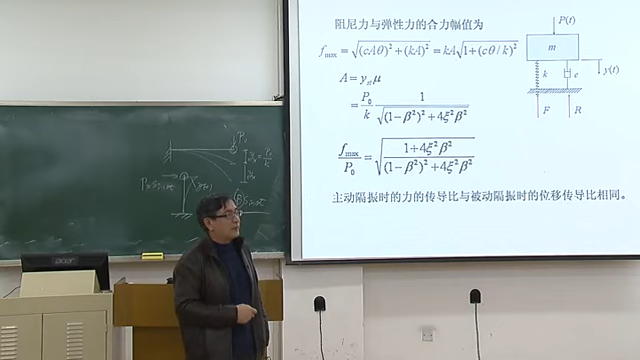 阻尼力与弹性力的合力幅值为
f_max = √((cAθ)² + (kA)²) = kA√(1 + (cθ / k)²)
A = y_st μ
= P₀/k · 1/√((1−β²)² + 4ξ²β²)
f_max/P₀ = √((1 + 4ξ²β²)/((1−β²)² + 4ξ²β²))
主动隔振时的力的传导比与被动隔振时的位移传导比相同。
P(t)
m
y(t)
k c
F R
P₀
acer